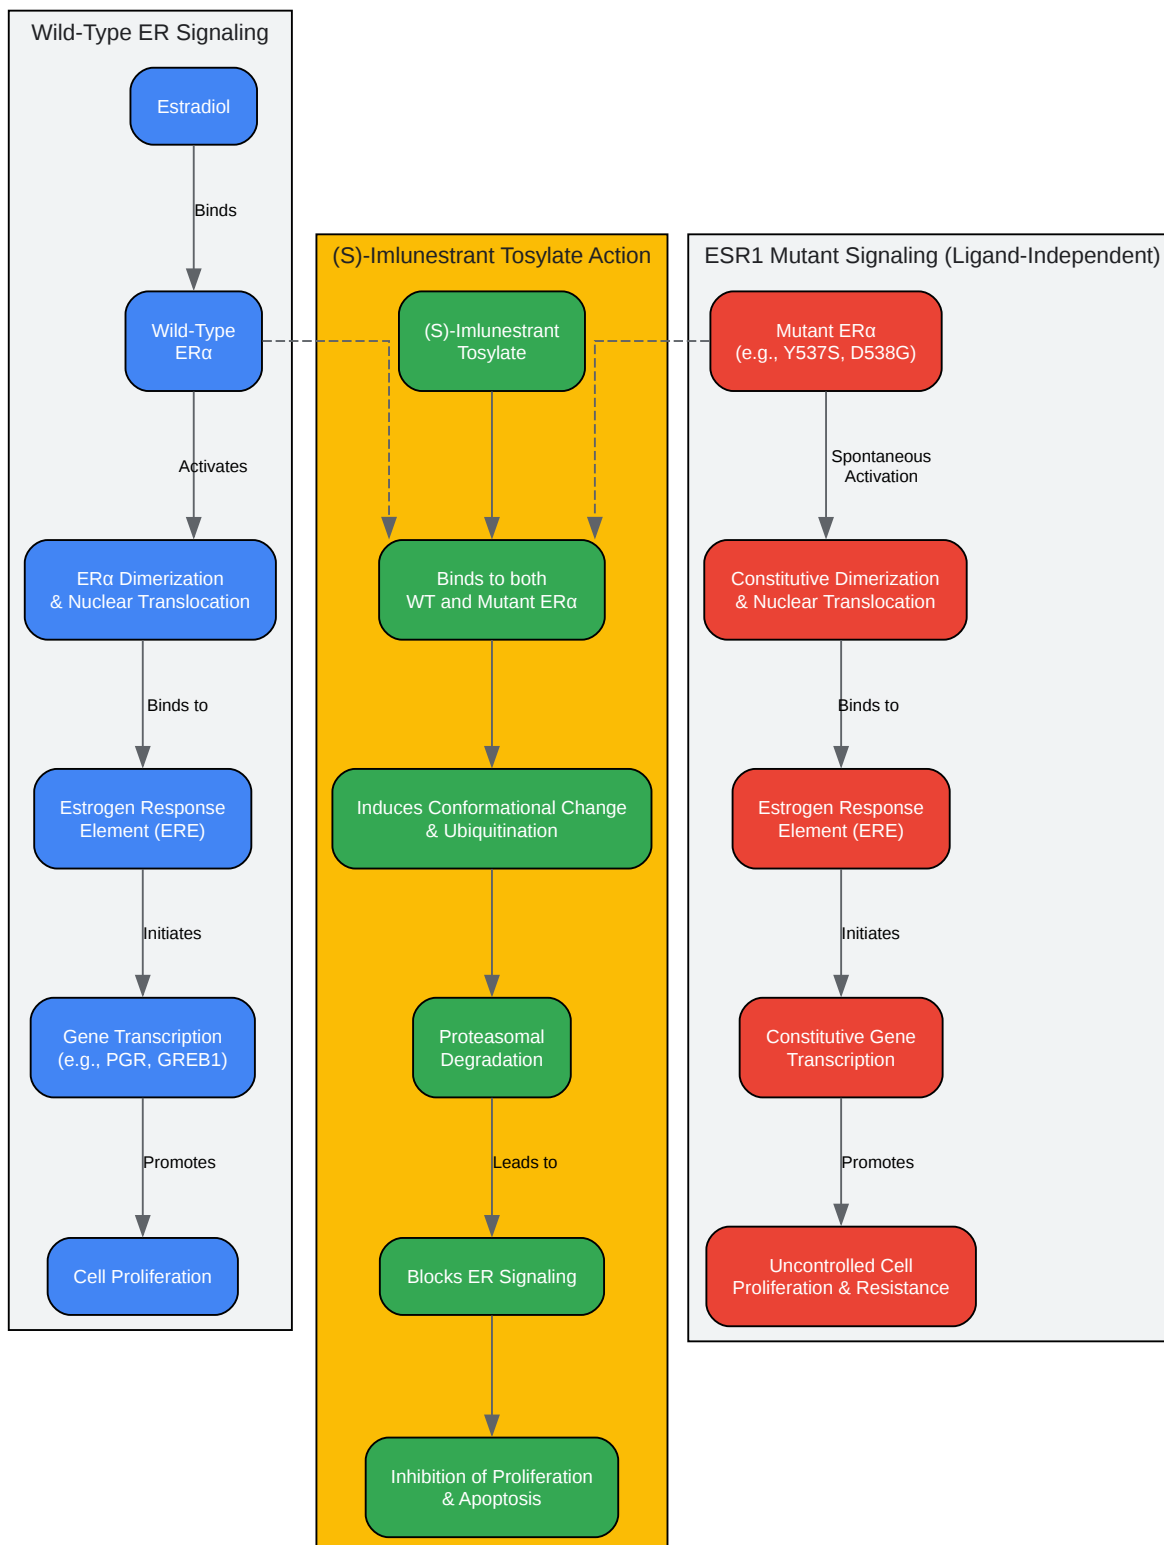 Wild-Type ER Signaling
Estradiol
Binds
Wild-Type
ERα
Activates
ERα Dimerization
& Nuclear Translocation
Binds to
Estrogen Response
Element (ERE)
Initiates
Gene Transcription
(e.g., PGR, GREB1)
Promotes
Cell Proliferation
(S)-Imlunestrant Tosylate Action
(S)-Imlunestrant
Tosylate
Binds to both
WT and Mutant ERα
Induces Conformational Change
& Ubiquitination
Proteasomal
Degradation
Leads to
Blocks ER Signaling
Inhibition of Proliferation
& Apoptosis
ESR1 Mutant Signaling (Ligand-Independent)
Mutant ERα
(e.g., Y537S, D538G)
Spontaneous
Activation
Constitutive Dimerization
& Nuclear Translocation
Binds to
Estrogen Response
Element (ERE)
Initiates
Constitutive Gene
Transcription
Promotes
Uncontrolled Cell
Proliferation & Resistance